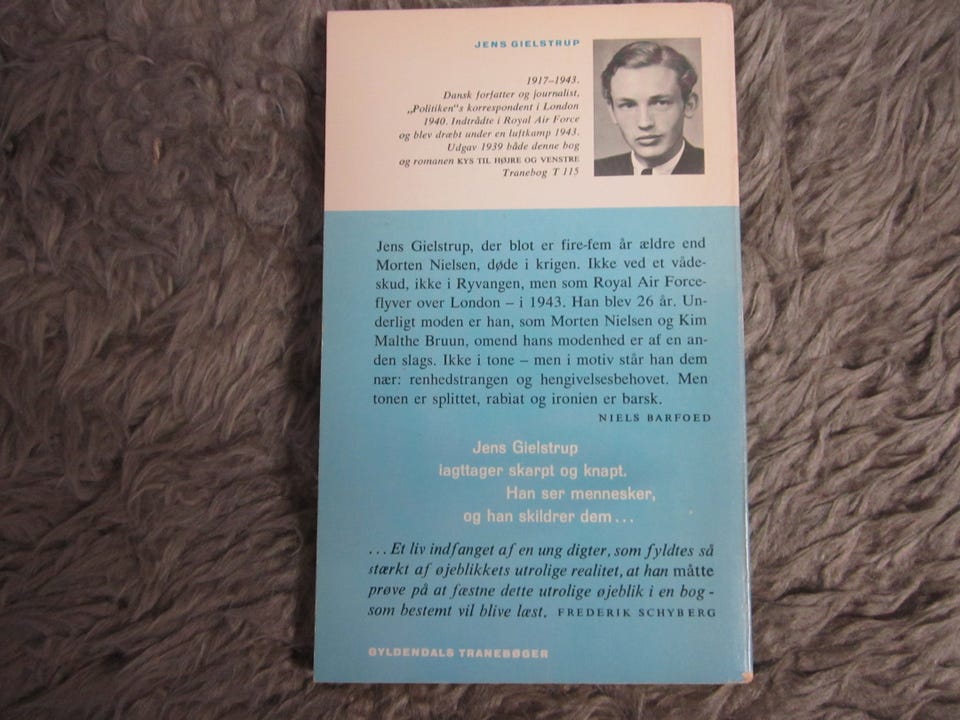 JENS GIELSTRUP
1917–1943.
Dansk forfatter og journalist,
„Politiken“s korrespondent i London
1940. Indtrådte i Royal Air Force
og blev dræbt under en luftkamp 1943.
Udgav 1939 både denne bog
og romanen KYS TIL HØJRE OG VENSTRE
Tranebog T 115
Jens Gielstrup, der blot er fire-fem år ældre end
Morten Nielsen, døde i krigen. Ikke ved et våde-
skud, ikke i Ryvangen, men som Royal Air Force-
flyver over London – i 1943. Han blev 26 år. Un-
derligt moden er han, som Morten Nielsen og Kim
Malthe Bruun, omend hans modenhed er af en an-
den slags. Ikke i tone – men i motiv står han dem
nær: renhedstrangen og hengivelsesbehovet. Men
tonen er splittet, rabiat og ironien er barsk.
NIELS BARFOED
Jens Gielstrup
iagttager skarpt og knapt.
Han ser mennesker,
og han skildrer dem...
...Et liv indfanget af en ung digter, som fyldtes så
stærkt af øjeblikkets utrolige realitet, at han måtte
prøve på at fæstne dette utrolige øjeblik i en bog -
som bestemt vil blive læst. FREDERIK SCHYBERG
GYLDENDALS TRANEBØGER